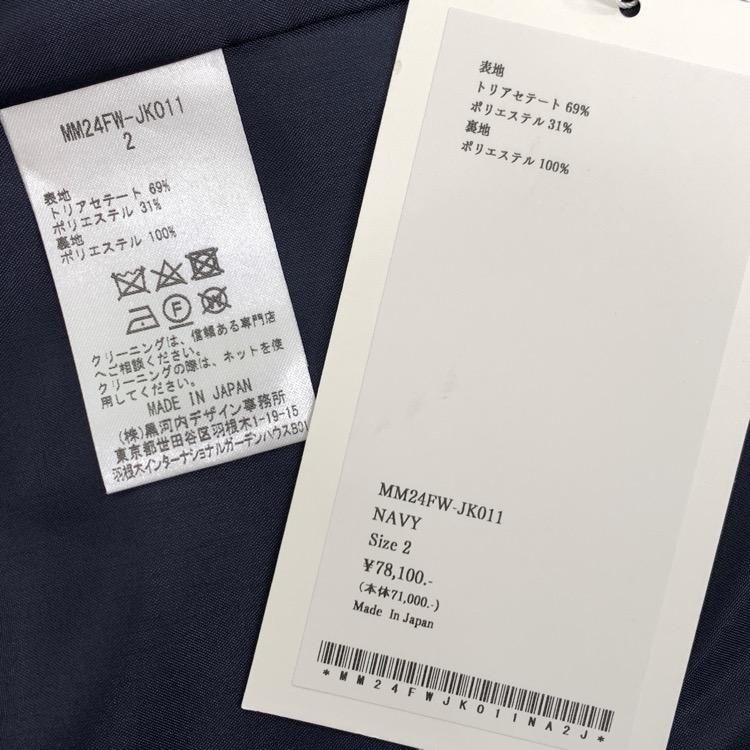 MM24FW-JK011
2
表地
トリアセテート 69%
ポリエステル 31%
裏地
ポリエステル 100%
クリーニングは、信頼ある専門店
へご相談ください。
クリーニングの際は、ネットを使
用してください。
MADE IN JAPAN
(株)黒河内デザイン事務所
東京都世田谷区羽根木1-19-15
羽根木インターナショナルガーデンハウスB01
表地
トリアセテート 69%
ポリエステル 31%
裏地
ポリエステル 100%
MM24FW-JK011
NAVY
Size 2
¥78,100.-
(本体71,000.-)
Made In Japan
*MM24FWJK011NA2J*